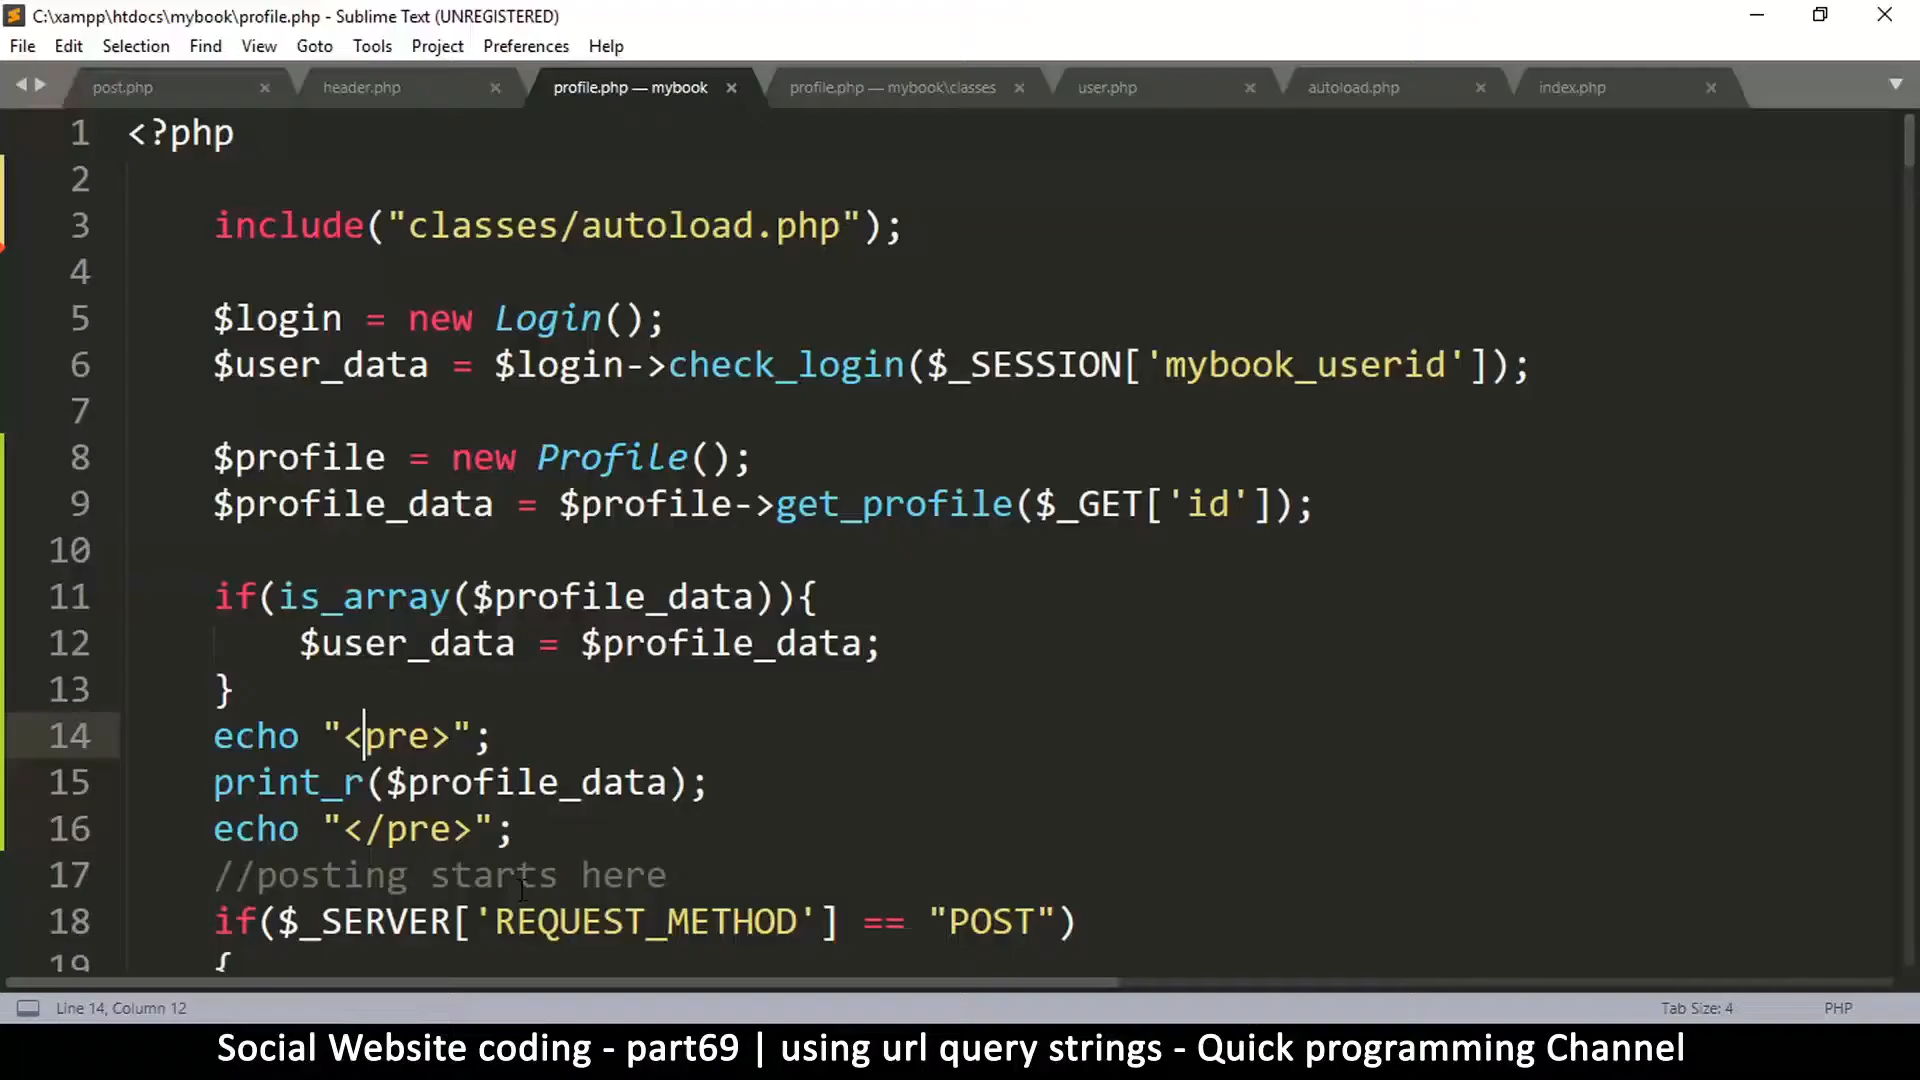 C:\xampp\htdocs\mybook\profile.php - Sublime Text (UNREGISTERED)
File Edit Selection Find View Goto Tools Project Preferences Help
post.php header.php profile.php — mybook profile.php — mybook\classes user.php autoload.php index.php
1 <?php
2
3 include("classes/autoload.php");
4
5 $login = new Login();
6 $user_data = $login->check_login($_SESSION['mybook_userid']);
7
8 $profile = new Profile();
9 $profile_data = $profile->get_profile($_GET['id']);
10
11 if(is_array($profile_data)){
12 $user_data = $profile_data;
13 }
14 echo "<pre>";
15 print_r($profile_data);
16 echo "</pre>";
17 //posting starts here
18 if($_SERVER['REQUEST_METHOD'] == "POST")
19 {
Line 14, Column 12 Tab Size: 4 PHP
Social Website coding - part69 | using url query strings - Quick programming Channel